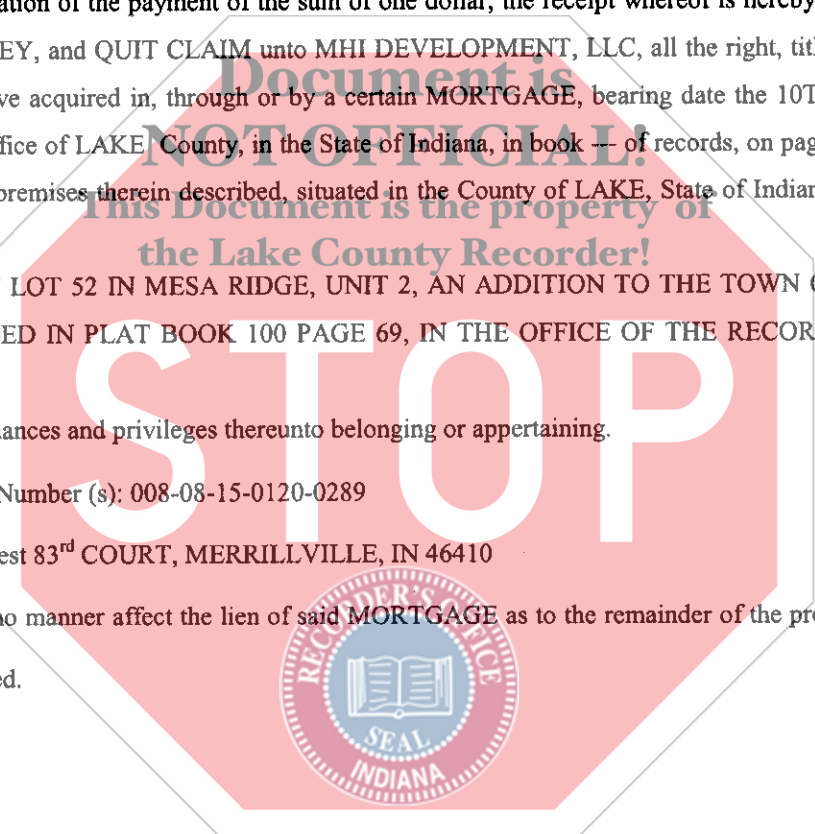 ation of the payment of the sum of one dollar, the receipt whereof is hereby
EY, and QUIT CLAIM unto MHI DEVELOPMENT, LLC, all the right, titl
Document is
ve acquired in, through or by a certain MORTGAGE, bearing date the 10T
NOT OFFICIAL!
fice of LAKE County, in the State of Indiana, in book --- of records, on pag
This Document is the property of
premises therein described, situated in the County of LAKE, State of Indian
the Lake County Recorder!
LOT 52 IN MESA RIDGE, UNIT 2, AN ADDITION TO THE TOWN
ED IN PLAT BOOK 100 PAGE 69, IN THE OFFICE OF THE RECOR
STOP
ances and privileges thereunto belonging or appertaining.
Number (s): 008-08-15-0120-0289
est 83rd COURT, MERRILLVILLE, IN 46410
no manner affect the lien of said MORTGAGE as to the remainder of the pr
ed.
RECORDER'S OFFICE
SEAL
INDIANA